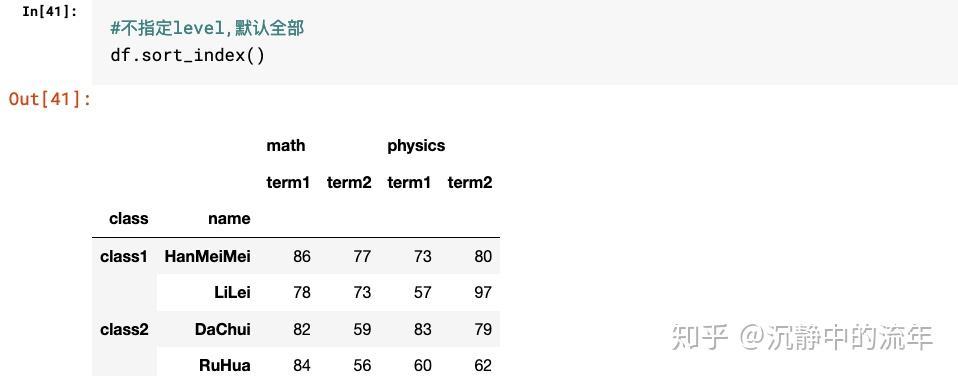 In[41]:
#不指定level,默认全部
df.sort_index()
Out[41]:
math physics
term1 term2 term1 term2
class name
class1 HanMeiMei 86 77 73 80
LiLei 78 73 57 97
class2 DaChui 82 59 83 79
RuHua 84 56 60 62
知乎 @沉静中的流年